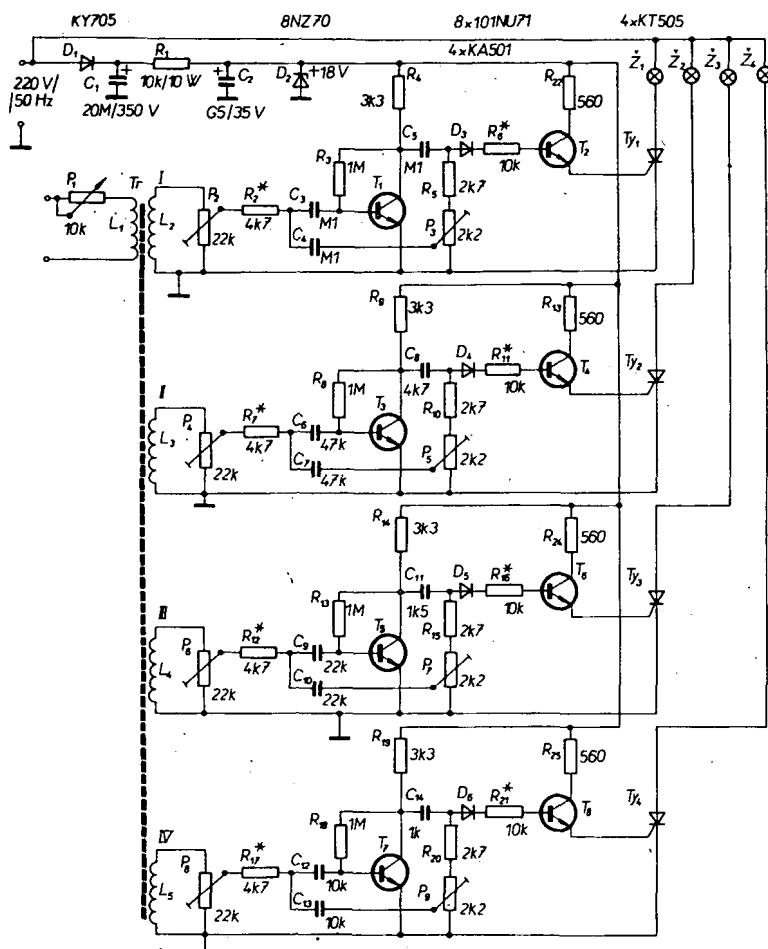 KY705 8NZ70 8x101NU71 4xKT505
4xKA501
D1 R1 D2 +18V R4 R22 Ž1 Ž2 Ž3 Ž4
C1 + 10k/10 W + C2 3k3 560
220 V/
/50 Hz
20M/350 V G5/35 V
C5 D3 R6* T2 Ty1
M1 10k
R3 1M T1 R5 2k7
P1 Tr I P2 R2* C3
10k L1 L2 4k7 M1 P3
22k C4 M1 2k2
R9 3k3 R13 560
C8 D4 R11* T4 Ty2
4k7 10k
R8 1M T3 R10 2k7
II P4 R7* C6
L3 4k7 47k P5
22k C7 47k 2k2
R14 3k3 R24 560
C11 D5 R16* T6 Ty3
1k5 10k
R13 1M T5 R15 2k7
III P6 R12* C9
L4 4k7 22k P7
22k C10 22k 2k2
R19 3k3 R25 560
C14 D6 R21* T8 Ty4
1k 10k
R18 1M T7 R20 2k7
IV P8 R17* C12
L5 4k7 10k P9
22k C13 10k 2k2